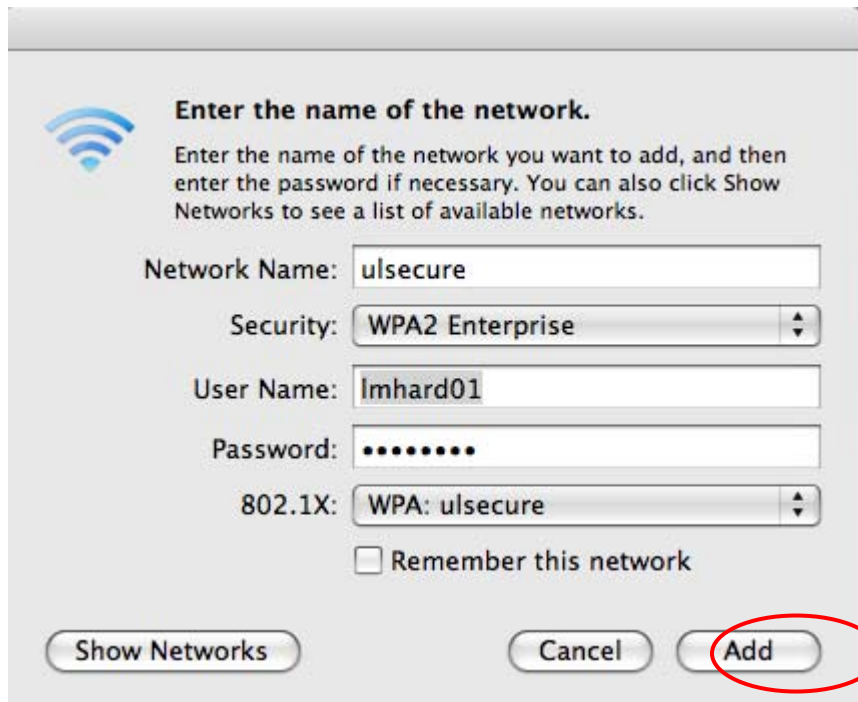 Enter the name of the network.
Enter the name of the network you want to add, and then
enter the password if necessary. You can also click Show
Networks to see a list of available networks.
Network Name: ulsecure
Security: WPA2 Enterprise
User Name: lmhard01
Password: ••••••••
802.1X: WPA: ulsecure
Remember this network
Show Networks Cancel Add